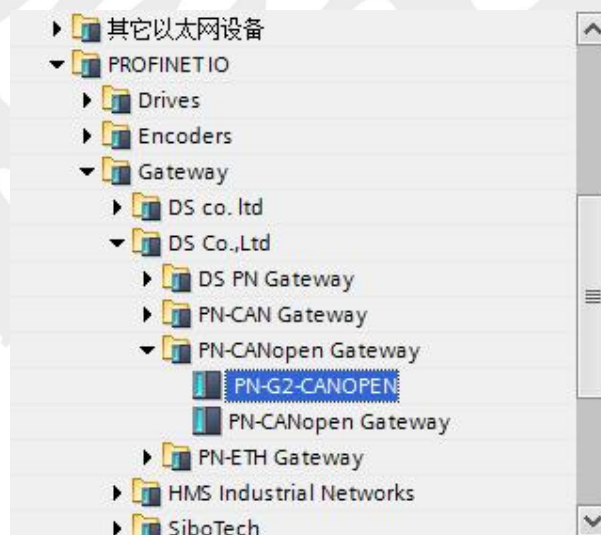 其它以太网设备
PROFINET IO
Drives
Encoders
Gateway
DS co. ltd
DS Co.,Ltd
DS PN Gateway
PN-CAN Gateway
PN-CANopen Gateway
PN-G2-CANOPEN
PN-CANopen Gateway
PN-ETH Gateway
HMS Industrial Networks
SiboTech